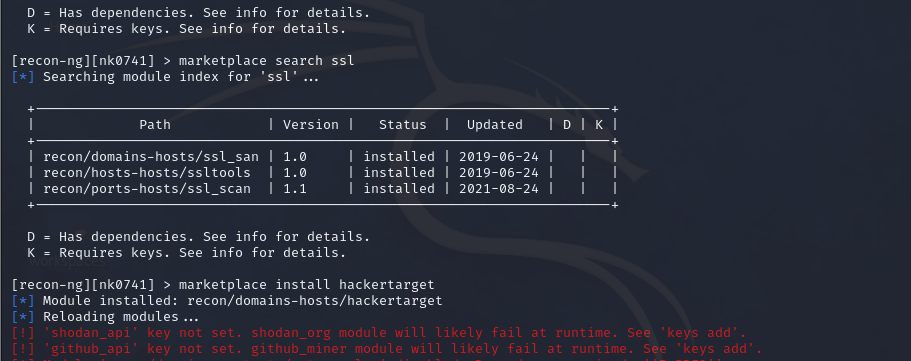 D = Has dependencies. See info for details.
K = Requires keys. See info for details.
[recon-ng][nk0741] > marketplace search ssl
[*] Searching module index for 'ssl'...
+---------------------------------------------------------------------+
| Path | Version | Status | Updated | D | K |
+---------------------------------------------------------------------+
| recon/domains-hosts/ssl_san | 1.0 | installed | 2019-06-24 | | |
| recon/hosts-hosts/ssltools | 1.0 | installed | 2019-06-24 | | |
| recon/ports-hosts/ssl_scan | 1.1 | installed | 2021-08-24 | | |
+---------------------------------------------------------------------+
D = Has dependencies. See info for details.
K = Requires keys. See info for details.
[recon-ng][nk0741] > marketplace install hackertarget
[*] Module installed: recon/domains-hosts/hackertarget
[*] Reloading modules...
[!] 'shodan_api' key not set. shodan_org module will likely fail at runtime. See 'keys add'.
[!] 'github_api' key not set. github_miner module will likely fail at runtime. See 'keys add'.